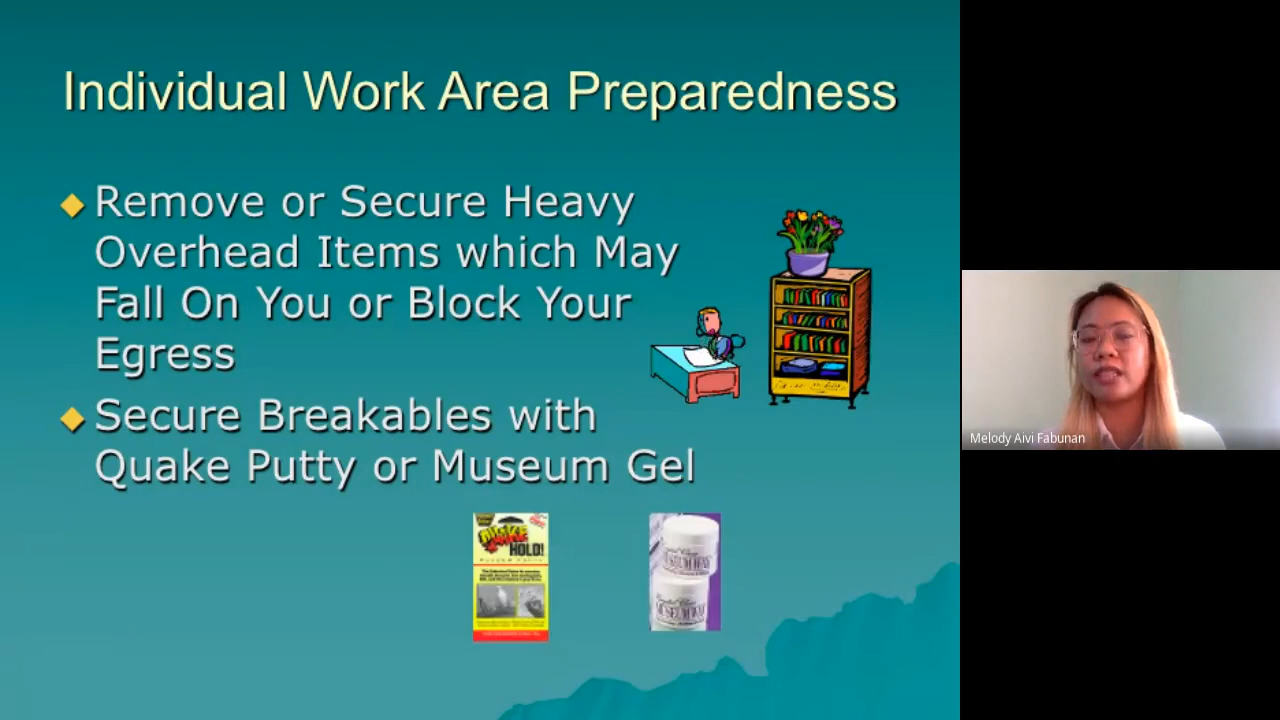 Individual Work Area Preparedness
Remove or Secure Heavy
Overhead Items which May
Fall On You or Block Your
Egress
Secure Breakables with
Quake Putty or Museum Gel
HOLD!
Melody Aivi Fabunan